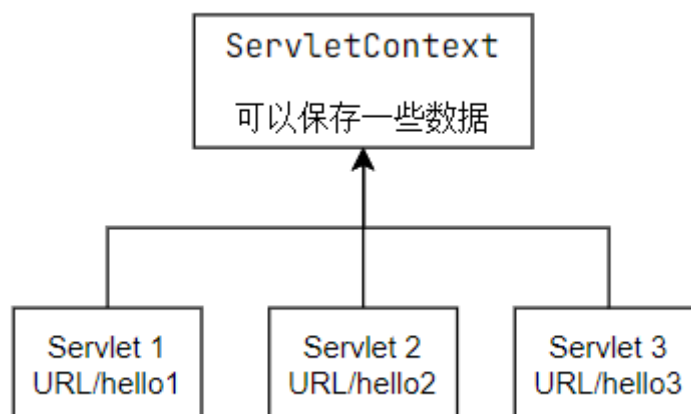 ServletContext
可以保存一些数据
Servlet 1
URL/hello1
Servlet 2
URL/hello2
Servlet 3
URL/hello3